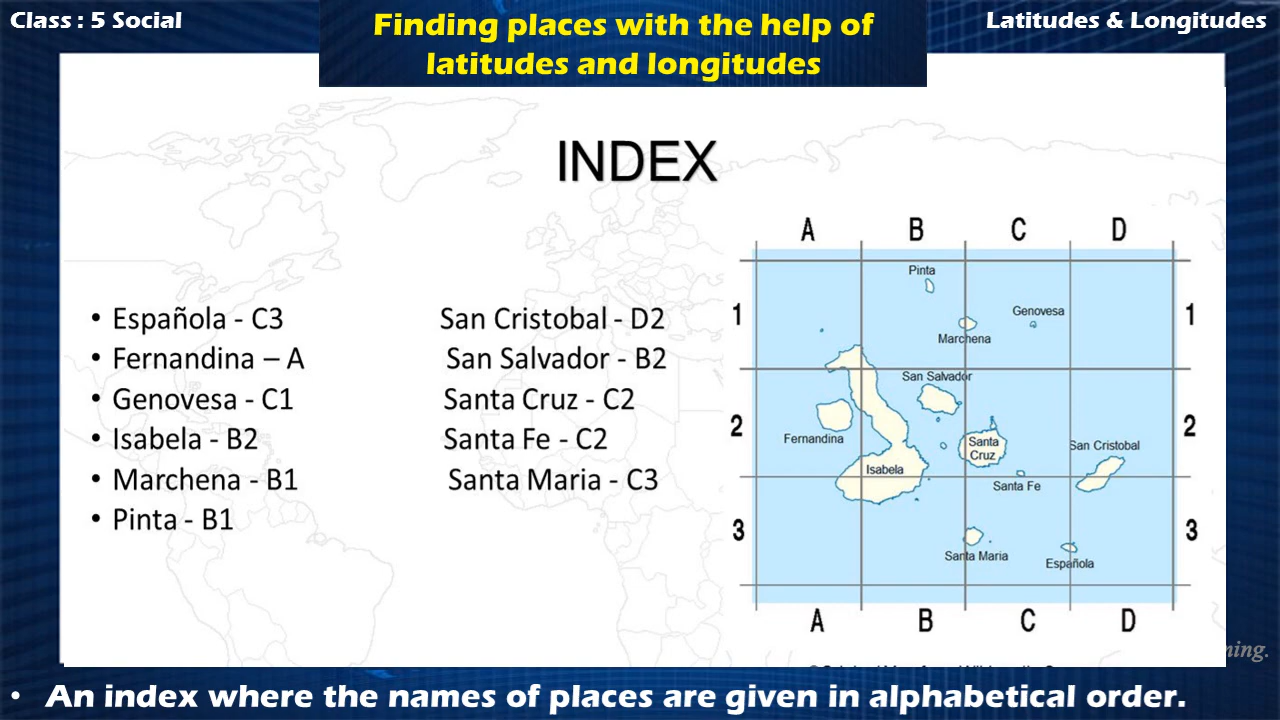 Class : 5 Social
Finding places with the help of
latitudes and longitudes
Latitudes & Longitudes
INDEX
• Española - C3
• Fernandina – A
• Genovesa - C1
• Isabela - B2
• Marchena - B1
• Pinta - B1
San Cristobal - D2
San Salvador - B2
Santa Cruz - C2
Santa Fe - C2
Santa Maria - C3
A B C D
Pinta
1 Genovesa 1
Marchena
San Salvador
2 2
Fernandina
Santa
Cruz
San Cristobal
Isabela
Santa Fe
3 3
Santa Maria
Española
A B C D
ning.
• An index where the names of places are given in alphabetical order.